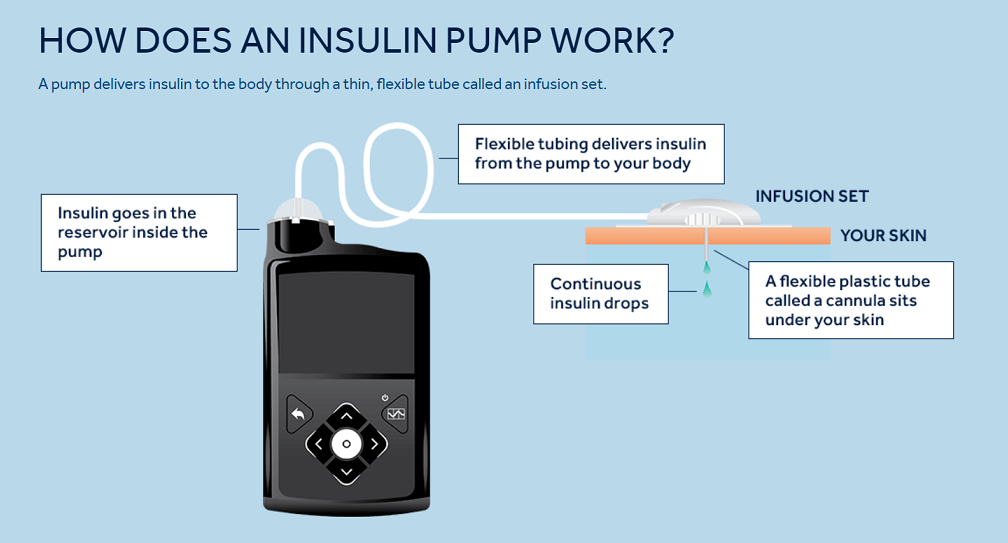 HOW DOES AN INSULIN PUMP WORK?
A pump delivers insulin to the body through a thin, flexible tube called an infusion set.
Flexible tubing delivers insulin
from the pump to your body
INFUSION SET
Insulin goes in the
reservoir inside the
pump
YOUR SKIN
Continuous
insulin drops
A flexible plastic tube
called a cannula sits
under your skin